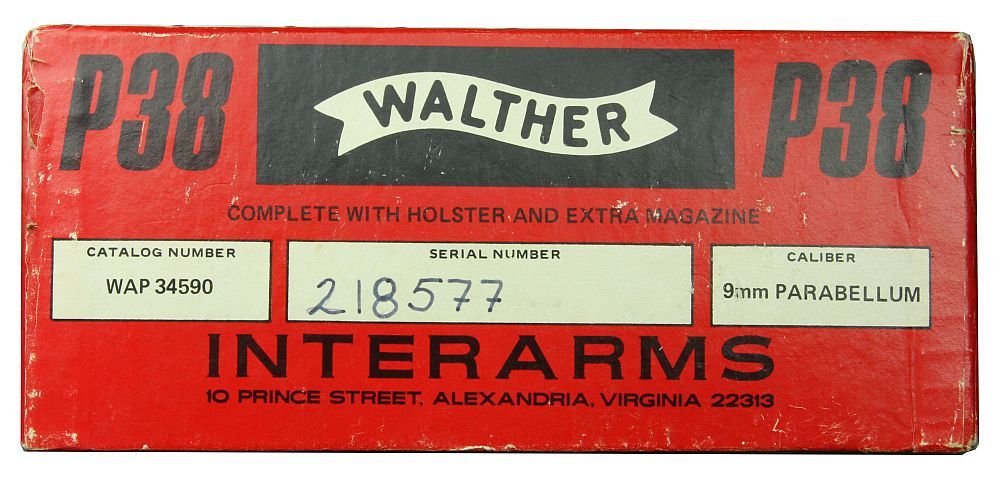 P38 WALTHER P38
COMPLETE WITH HOLSTER AND EXTRA MAGAZINE
CATALOG NUMBER
WAP 34590
SERIAL NUMBER
218577
CALIBER
9mm PARABELLUM
INTERARMS
10 PRINCE STREET, ALEXANDRIA, VIRGINIA 22313